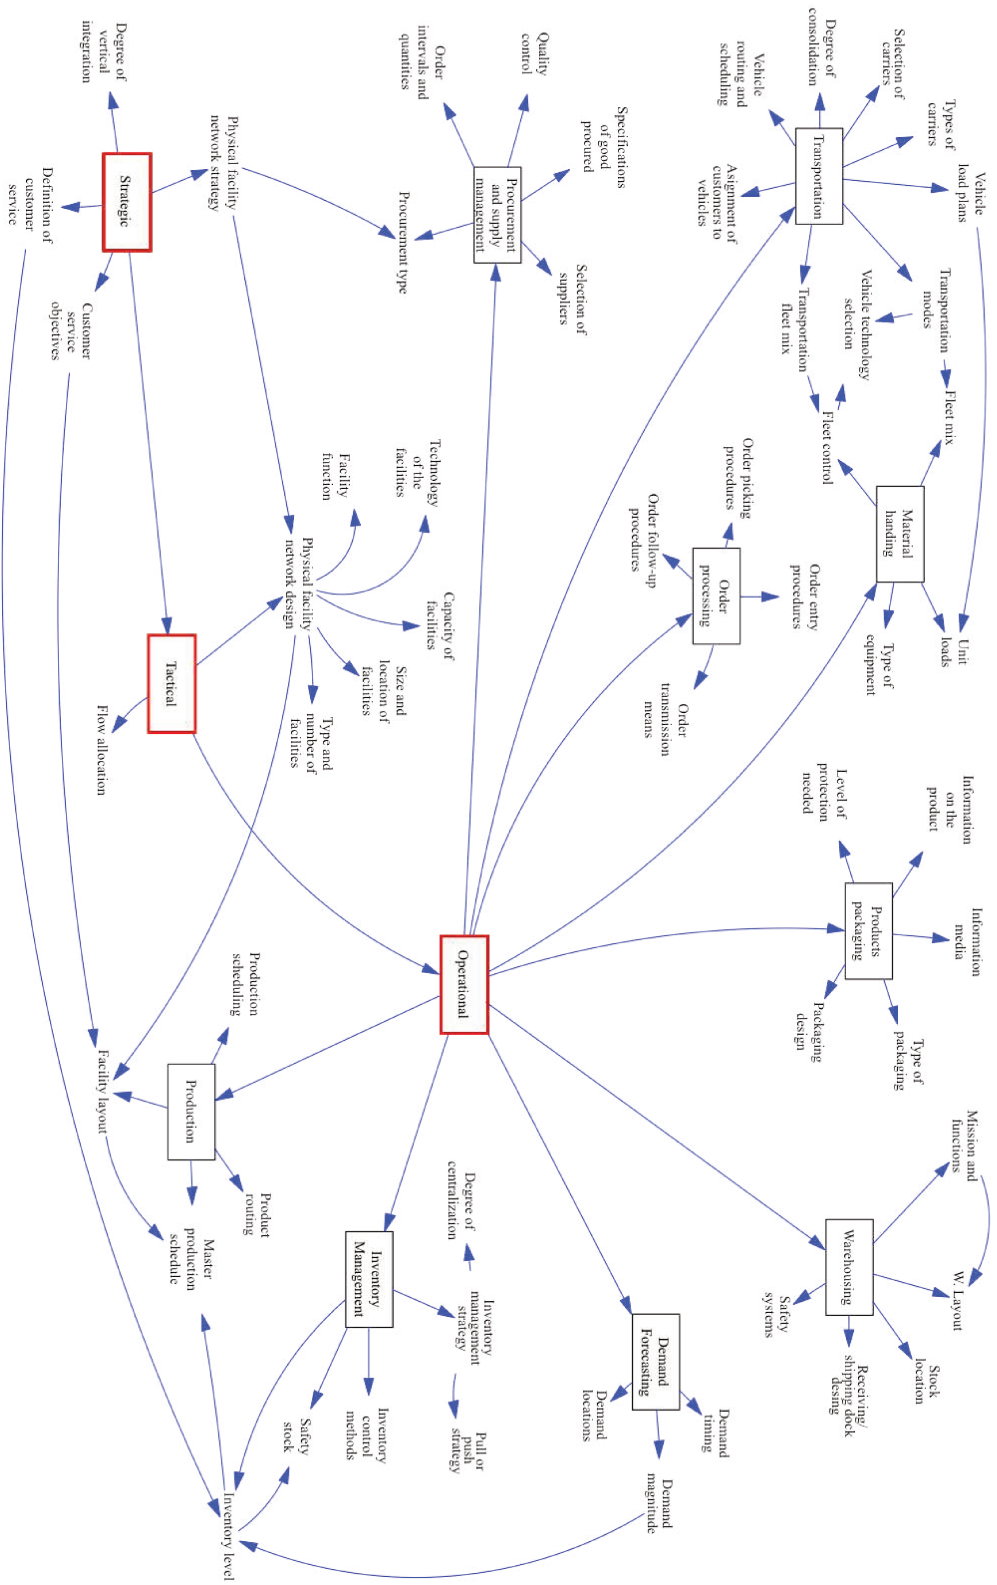 Vehicle
load plans
Types of
carriers
Selection of
carriers
Degree of
consolidation
Vehicle
routing and
scheduling
Transportation
Asignment of
customers to
vehicles
Transportation
modes
Vehicle technology
selection
Transportation
fleet mix
Fleet mix
Fleet control
Material
handing
Unit
loads
Type of
equipment
Information
on the
product
Information
media
Level of
protection
needed
Products
packaging
Type of
packaging
Packaging
design
Mission and
functions
W. Layout
Warehousing
Stock
location
Receiving/
shipping dock
desing
Safety
systems
Order entry
procedures
Order picking
procedures
Order
processing
Order follow-up
procedures
Order
transmission
means
Demand
timing
Demand
Forecasting
Demand
magnitude
Demand
locations
Specifications
of good
procured
Quality
control
Order
intervals and
quantities
Procurement
and supply
management
Selection of
suppliers
Procurement type
Operational
Degree of
centralization
Inventory
management
strategy
Pull or
push
strategy
Inventory
Management
Inventory
control
methods
Safety
stock
Inventory level
Technology
of the
facilities
Facility
function
Capacity of
facilities
Size and
location of
facilities
Type and
number of
facilities
Physical facility
network design
Physical facility
network strategy
Production
scheduling
Production
Product
routing
Master
production
schedule
Facility layout
Tactical
Flow allocation
Degree of
vertical
integration
Strategic
Definition of
customer
service
Customer
service
objectives